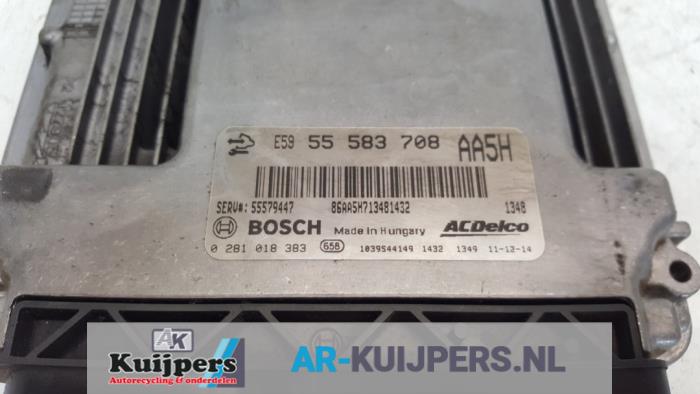 E59 55 583 708 AA5H
SERV#: 55579447 86AA5H713481432 1348
BOSCH Made in Hungary ACDelco
0 281 018 383 658 1039S44149 1432 1349 11-12-14
AK
Kuijpers
Autorecycling & onderdelen
AR-KUIJPERS.NL